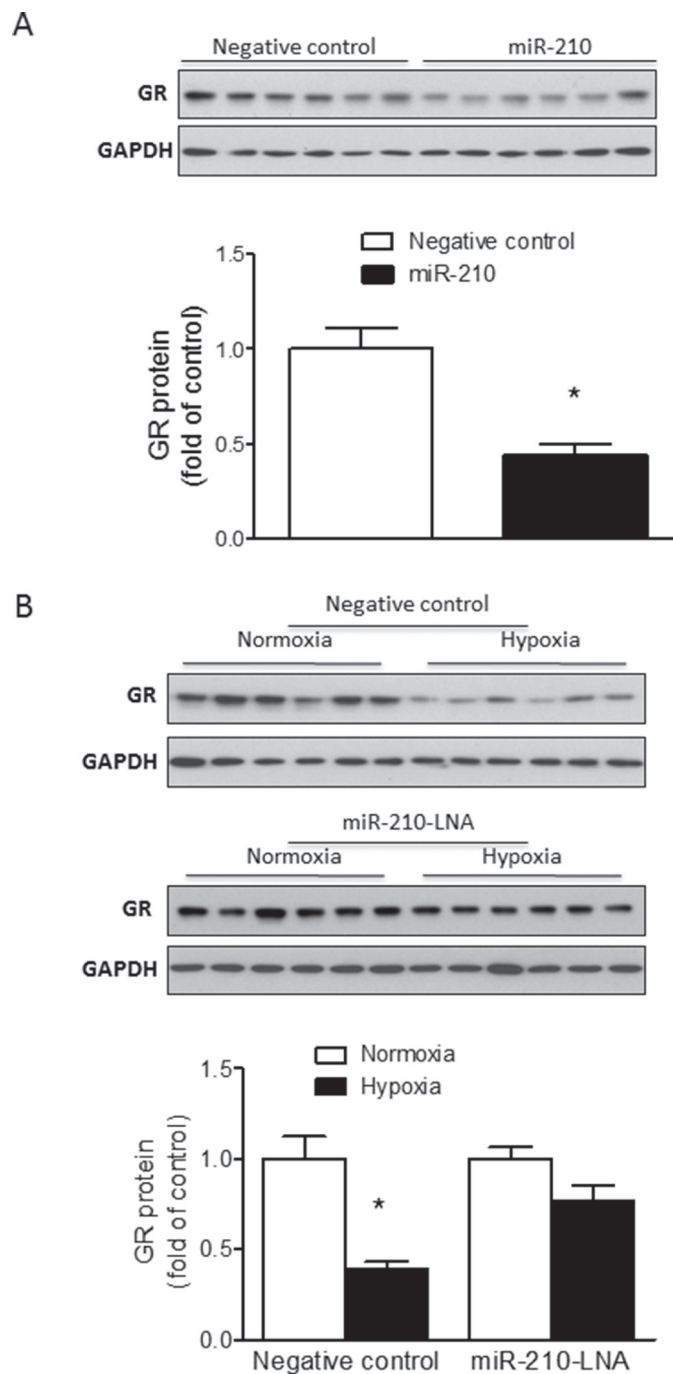 A
Negative control miR-210
GR
GAPDH
Negative control
miR-210
GR protein
(fold of control)
1.5
1.0
0.5
0.0
*
B
Negative control
Normoxia Hypoxia
GR
GAPDH
miR-210-LNA
Normoxia Hypoxia
GR
GAPDH
Normoxia
Hypoxia
GR protein
(fold of control)
1.5
1.0
0.5
0.0
*
Negative control miR-210-LNA